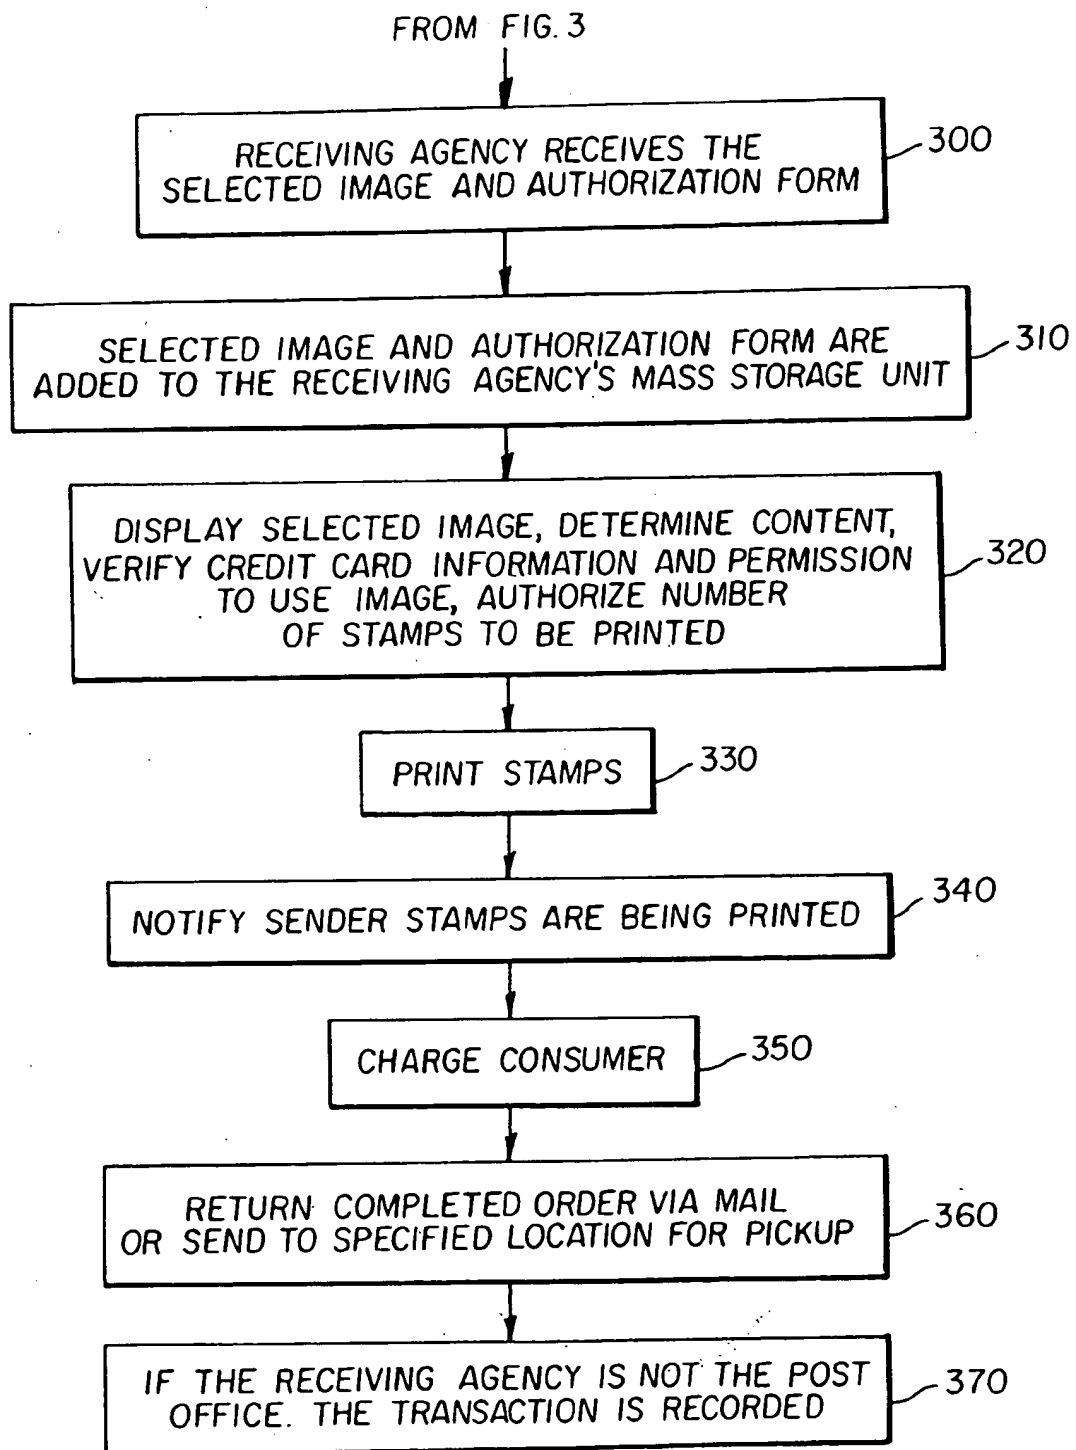 FROM FIG. 3
RECEIVING AGENCY RECEIVES THE
SELECTED IMAGE AND AUTHORIZATION FORM
300
SELECTED IMAGE AND AUTHORIZATION FORM ARE
ADDED TO THE RECEIVING AGENCY'S MASS STORAGE UNIT
310
DISPLAY SELECTED IMAGE, DETERMINE CONTENT,
VERIFY CREDIT CARD INFORMATION AND PERMISSION
TO USE IMAGE, AUTHORIZE NUMBER
OF STAMPS TO BE PRINTED
320
PRINT STAMPS
330
NOTIFY SENDER STAMPS ARE BEING PRINTED
340
CHARGE CONSUMER
350
RETURN COMPLETED ORDER VIA MAIL
OR SEND TO SPECIFIED LOCATION FOR PICKUP
360
IF THE RECEIVING AGENCY IS NOT THE POST
OFFICE. THE TRANSACTION IS RECORDED
370